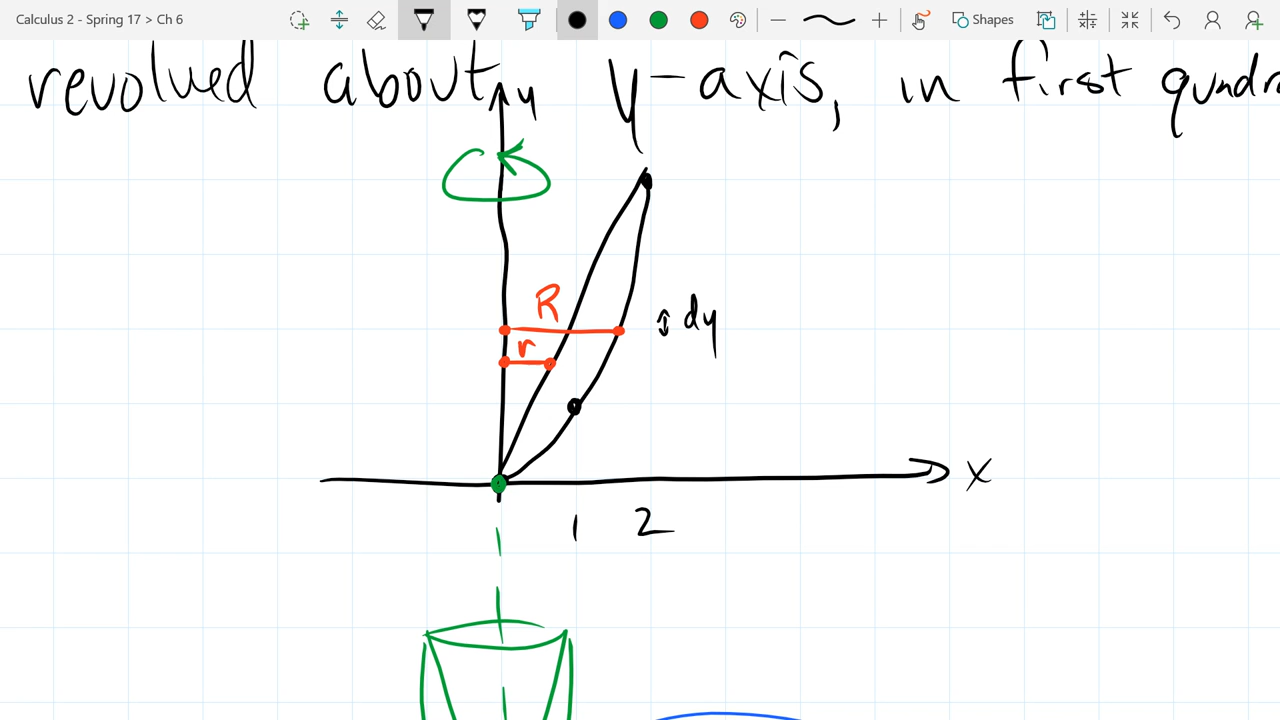 Calculus 2 - Spring 17 > Ch 6
Shapes
revolved about y-axis, in first quadr
y
R
r
dy
x
1 2